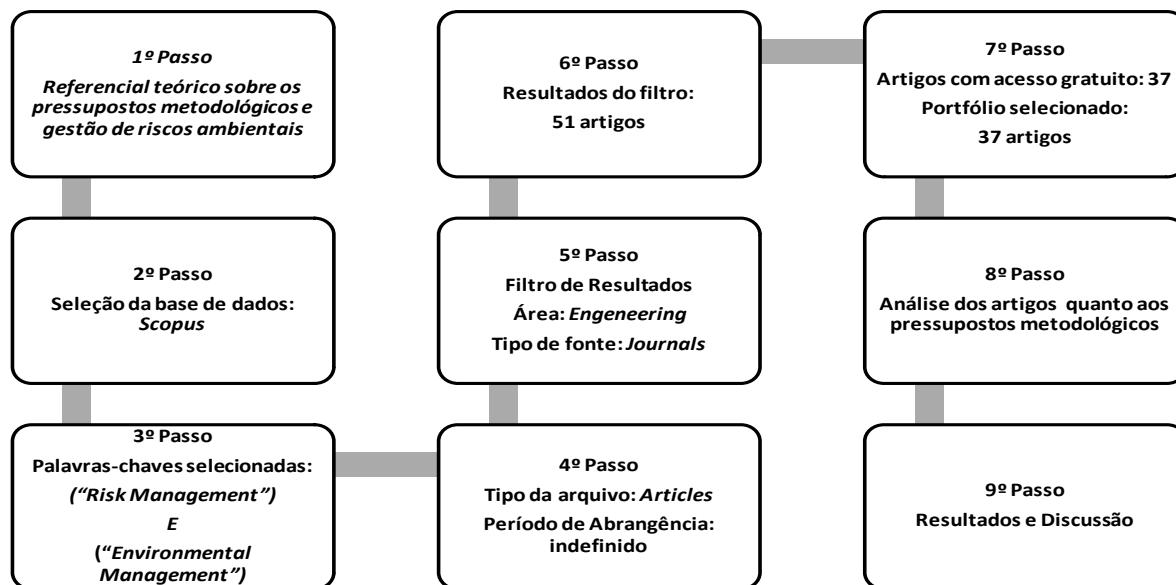 1º Passo
Referencial teórico sobre os
pressupostos metodológicos e
gestão de riscos ambientais
2º Passo
Seleção da base de dados:
Scopus
3º Passo
Palavras-chaves selecionadas:
(“Risk Management”)
E
(“Environmental
Management”)
4º Passo
Tipo da arquivo: Articles
Período de Abrangência:
indefinido
5º Passo
Filtro de Resultados
Área: Engeneering
Tipo de fonte: Journals
6º Passo
Resultados do filtro:
51 artigos
7º Passo
Artigos com acesso gratuito: 37
Portfólio selecionado:
37 artigos
8º Passo
Análise dos artigos quanto aos
pressupostos metodológicos
9º Passo
Resultados e Discussão